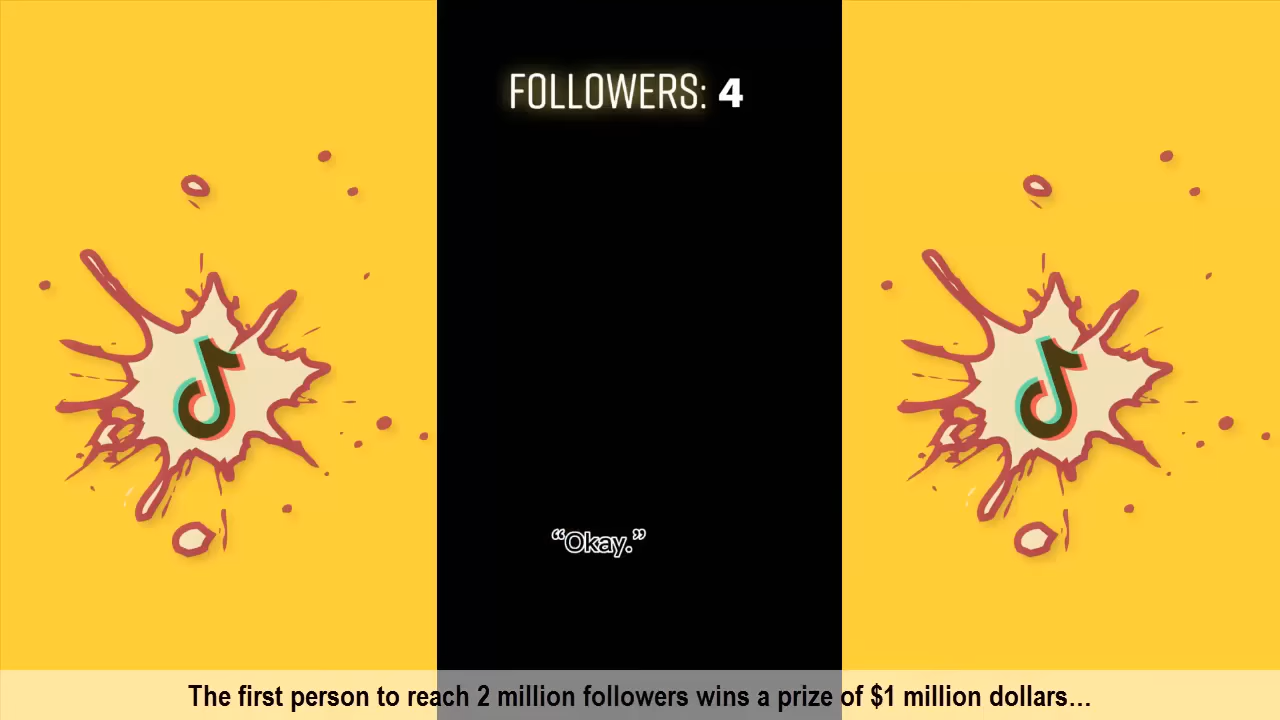 FOLLOWERS: 4
“Okay.”
The first person to reach 2 million followers wins a prize of $1 million dollars...